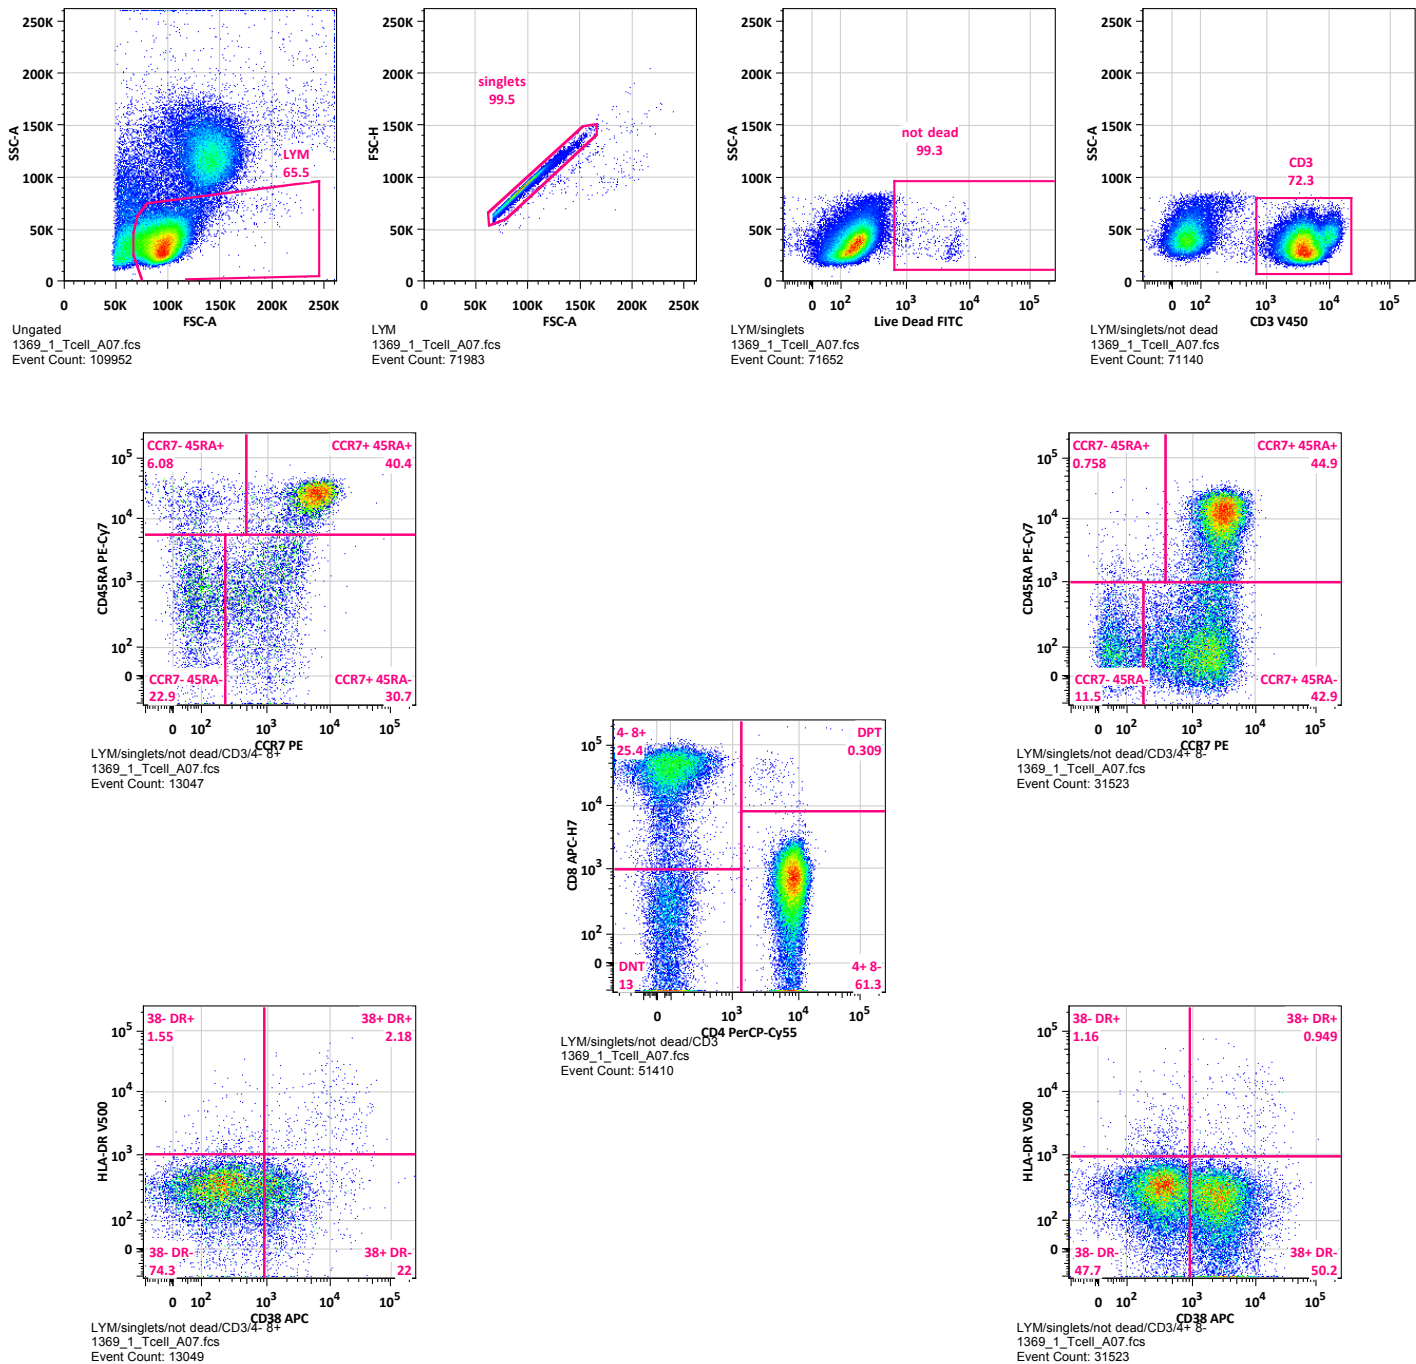 250K
200K
150K
100K
50K
0
SSC-A
LYM
65.5
0 50K 100K 150K 200K 250K
FSC-A
Ungated
1369_1_Tcell_A07.fcs
Event Count: 109952
250K
200K
150K
100K
50K
0
FSC-H
singlets
99.5
0 50K 100K 150K 200K 250K
FSC-A
LYM
1369_1_Tcell_A07.fcs
Event Count: 71983
250K
200K
150K
100K
50K
0
SSC-A
not dead
99.3
0 10² 10³ 10⁴ 10⁵
Live Dead FITC
LYM/singlets
1369_1_Tcell_A07.fcs
Event Count: 71652
250K
200K
150K
100K
50K
0
SSC-A
CD3
72.3
0 10² 10³ 10⁴ 10⁵
CD3 V450
LYM/singlets/not dead
1369_1_Tcell_A07.fcs
Event Count: 71140
CCR7- 45RA+
6.08
CCR7+ 45RA+
40.4
10⁵
10⁴
10³
10²
0
CD45RA PE-Cy7
CCR7- 45RA-
22.9
CCR7+ 45RA-
30.7
0 10² 10³ 10⁴ 10⁵
CCR7 PE
LYM/singlets/not dead/CD3/4- 8+
1369_1_Tcell_A07.fcs
Event Count: 13047
CCR7- 45RA+
0.758
CCR7+ 45RA+
44.9
10⁵
10⁴
10³
10²
0
CD45RA PE-Cy7
CCR7- 45RA-
11.5
CCR7+ 45RA-
42.9
0 10² 10³ 10⁴ 10⁵
CCR7 PE
LYM/singlets/not dead/CD3/4+ 8-
1369_1_Tcell_A07.fcs
Event Count: 31523
4- 8+
25.4
DPT
0.309
10⁵
10⁴
10³
10²
0
CD8 APC-H7
DNT
13
4+ 8-
61.3
0 10³ 10⁴ 10⁵
CD4 PerCP-Cy55
LYM/singlets/not dead/CD3
1369_1_Tcell_A07.fcs
Event Count: 51410
38- DR+
1.55
38+ DR+
2.18
10⁵
10⁴
10³
10²
0
HLA-DR V500
38- DR-
74.3
38+ DR-
22
0 10² 10³ 10⁴ 10⁵
CD38 APC
LYM/singlets/not dead/CD3/4- 8+
1369_1_Tcell_A07.fcs
Event Count: 13049
38- DR+
1.16
38+ DR+
0.949
10⁵
10⁴
10³
10²
0
HLA-DR V500
38- DR-
47.7
38+ DR-
50.2
0 10² 10³ 10⁴ 10⁵
CD38 APC
LYM/singlets/not dead/CD3/4+ 8-
1369_1_Tcell_A07.fcs
Event Count: 31523